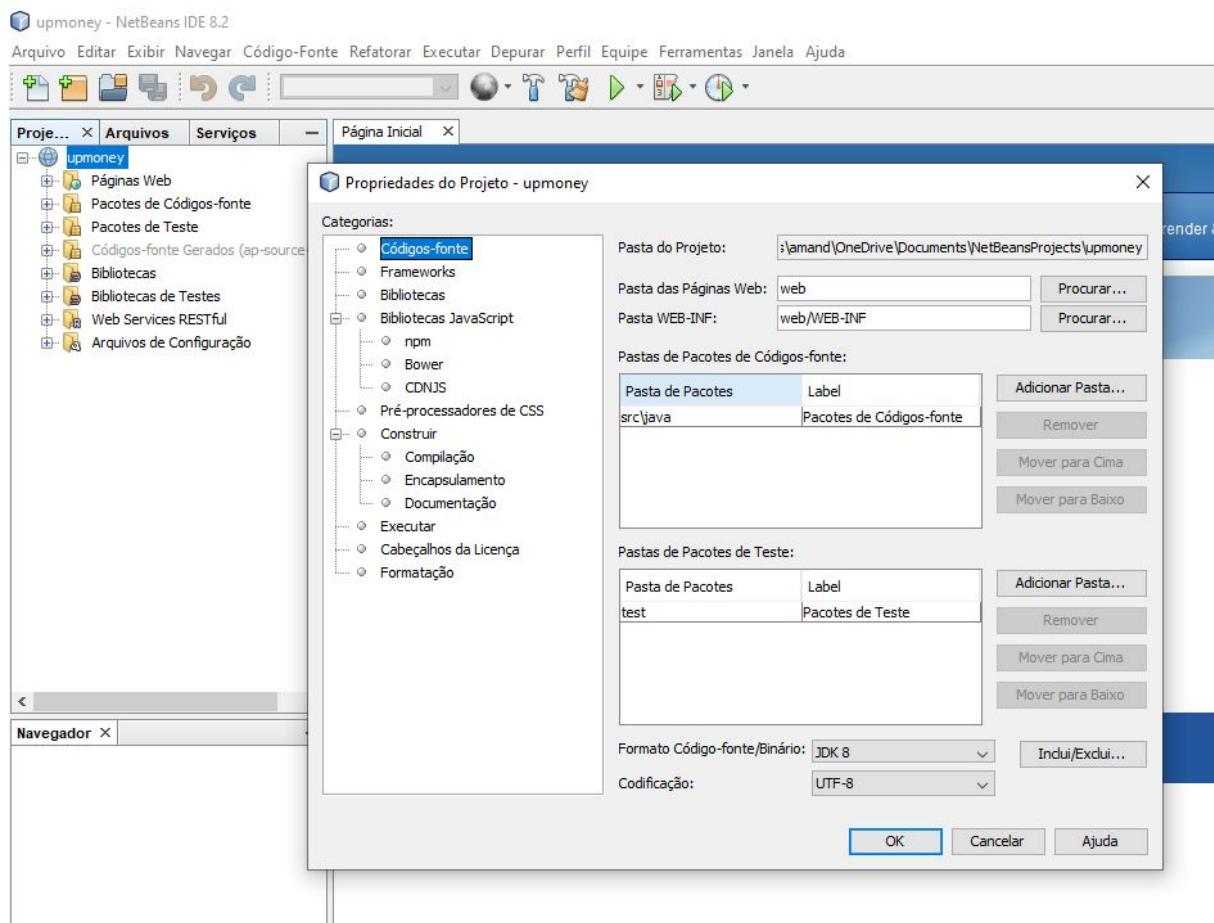 upmoney - NetBeans IDE 8.2
Arquivo Editar Exibir Navegar Código-Fonte Refatorar Executar Depurar Perfil Equipe Ferramentas Janela Ajuda
Proje... Arquivos Serviços
Página Inicial
upmoney
Páginas Web
Pacotes de Códigos-fonte
Pacotes de Teste
Códigos-fonte Gerados (ap-source
Bibliotecas
Bibliotecas de Testes
Web Services RESTful
Arquivos de Configuração
Navegador
Propriedades do Projeto - upmoney
Categorias:
Códigos-fonte
Frameworks
Bibliotecas
Bibliotecas JavaScript
npm
Bower
CDNJS
Pré-processadores de CSS
Construir
Compilação
Encapsulamento
Documentação
Executar
Cabeçalhos da Licença
Formatação
Pasta do Projeto: :\amand\OneDrive\Documents\NetBeansProjects\upmoney
Pasta das Páginas Web: web Procurar...
Pasta WEB-INF: web/WEB-INF Procurar...
Pastas de Pacotes de Códigos-fonte:
Pasta de Pacotes Label
src\java Pacotes de Códigos-fonte
Adicionar Pasta...
Remover
Mover para Cima
Mover para Baixo
Pastas de Pacotes de Teste:
Pasta de Pacotes Label
test Pacotes de Teste
Adicionar Pasta...
Remover
Mover para Cima
Mover para Baixo
Formato Código-fonte/Binário: JDK 8 Inclui/Exclui...
Codificação: UTF-8
OK Cancelar Ajuda